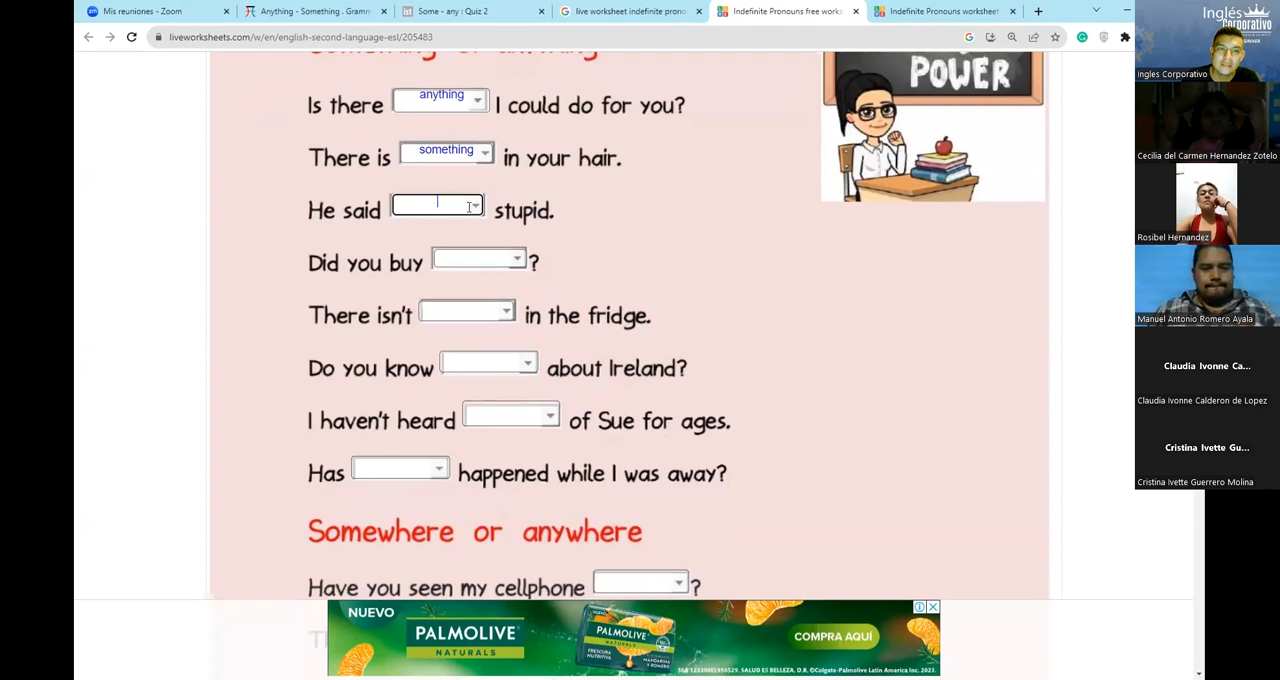 Mis reuniones - Zoom
Anything - Something . Gramm
Some - any : Quiz 2
live worksheet indefinite prono
Indefinite Pronouns free works
Indefinite Pronouns worksheet
liveworksheets.com/w/en/english-second-language-esl/205483
POWER
Is there anything I could do for you?
There is something in your hair.
He said stupid.
Did you buy ?
There isn't in the fridge.
Do you know about Ireland?
I haven't heard of Sue for ages.
Has happened while I was away?
Somewhere or anywhere
Have you seen my cellphone ?
NUEVO
PALMOLIVE
NATURALS
PALMOLIVE
NATURALS
COMPRA AQUÍ
Inglés
Corporativo
Ingles Corporativo
Cecilia del Carmen Hernandez Zotelo
Rosibel Hernandez
Manuel Antonio Romero Ayala
Claudia Ivonne Ca...
Claudia Ivonne Calderon de Lopez
Cristina Ivette Gu...
Cristina Ivette Guerrero Molina